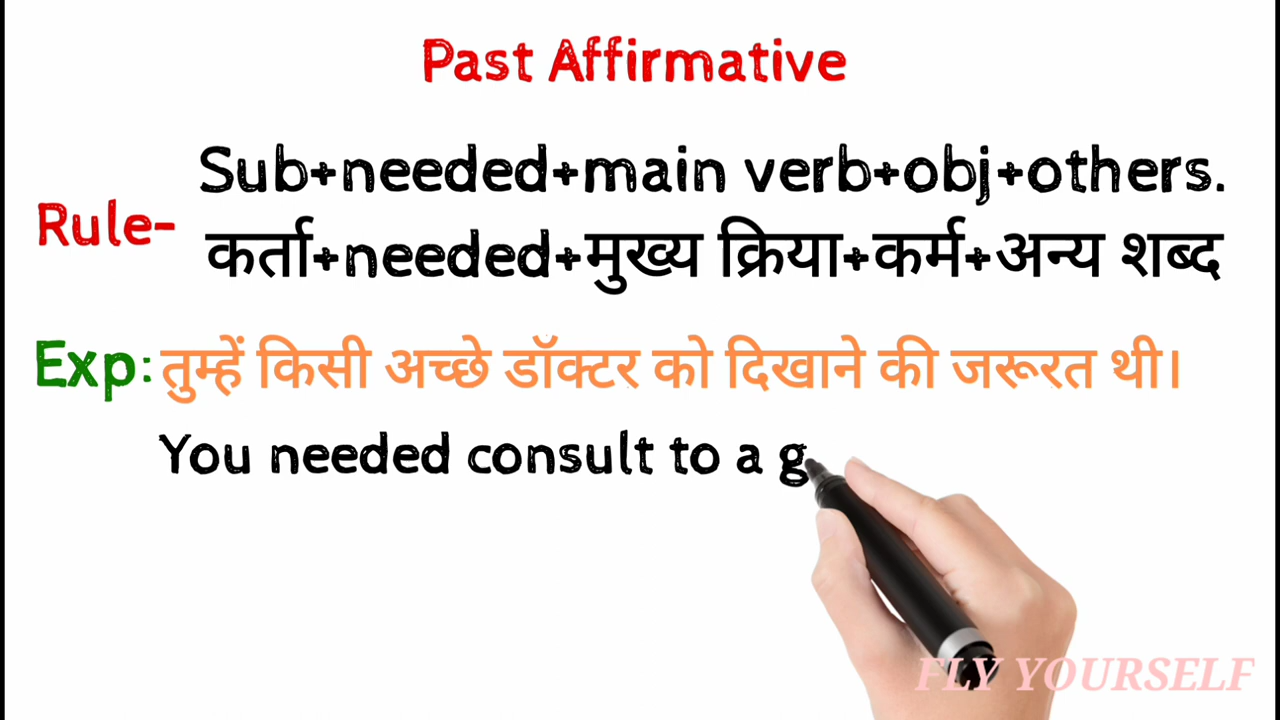 Past Affirmative
Sub+needed+main verb+obj+others.
Rule-
कर्ता+needed+मुख्य क्रिया+कर्म+अन्य शब्द
Exp: तुम्हें किसी अच्छे डॉक्टर को दिखाने की जरूरत थी।
You needed consult to a g
FLY YOURSELF